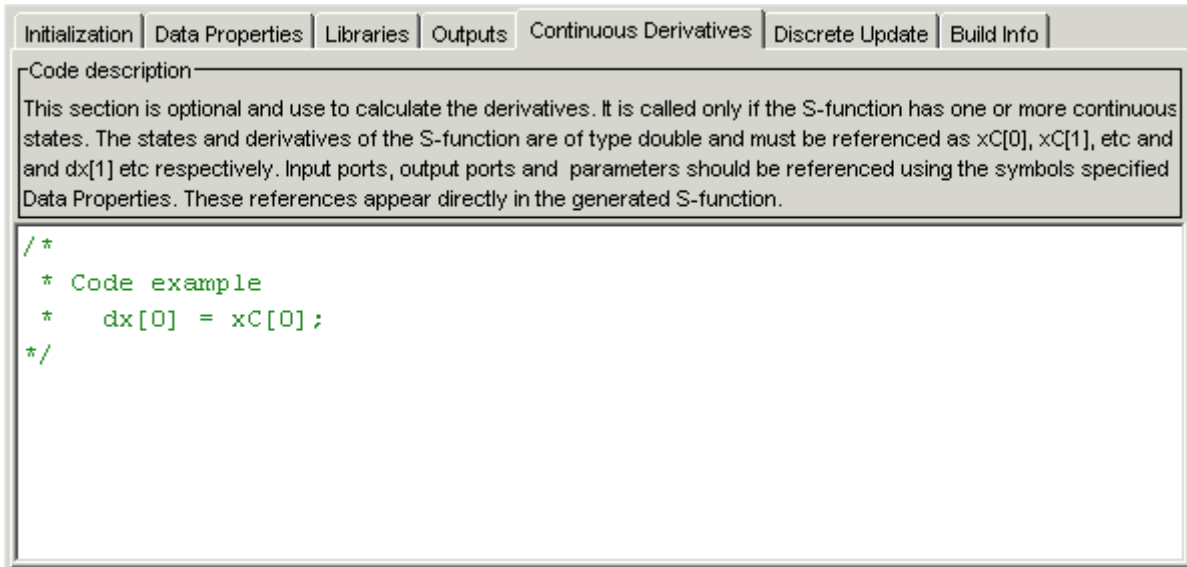 Initialization Data Properties Libraries Outputs Continuous Derivatives Discrete Update Build Info
Code description
This section is optional and use to calculate the derivatives. It is called only if the S-function has one or more continuous
states. The states and derivatives of the S-function are of type double and must be referenced as xC[0], xC[1], etc and
and dx[1] etc respectively. Input ports, output ports and parameters should be referenced using the symbols specified
Data Properties. These references appear directly in the generated S-function.
/*
* Code example
* dx[0] = xC[0];
*/